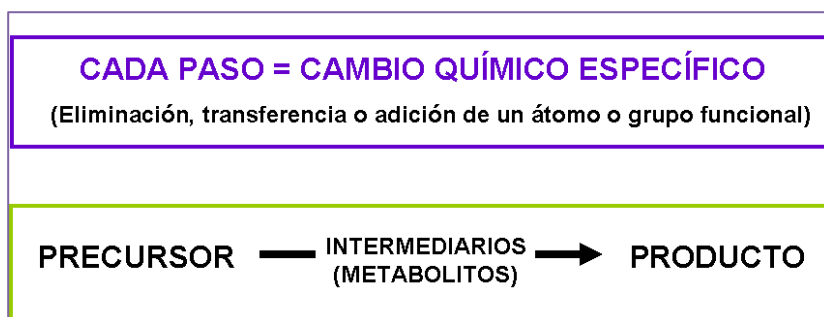 CADA PASO = CAMBIO QUÍMICO ESPECÍFICO
(Eliminación, transferencia o adición de un átomo o grupo funcional)
PRECURSOR INTERMEDIARIOS PRODUCTO
(METABOLITOS)